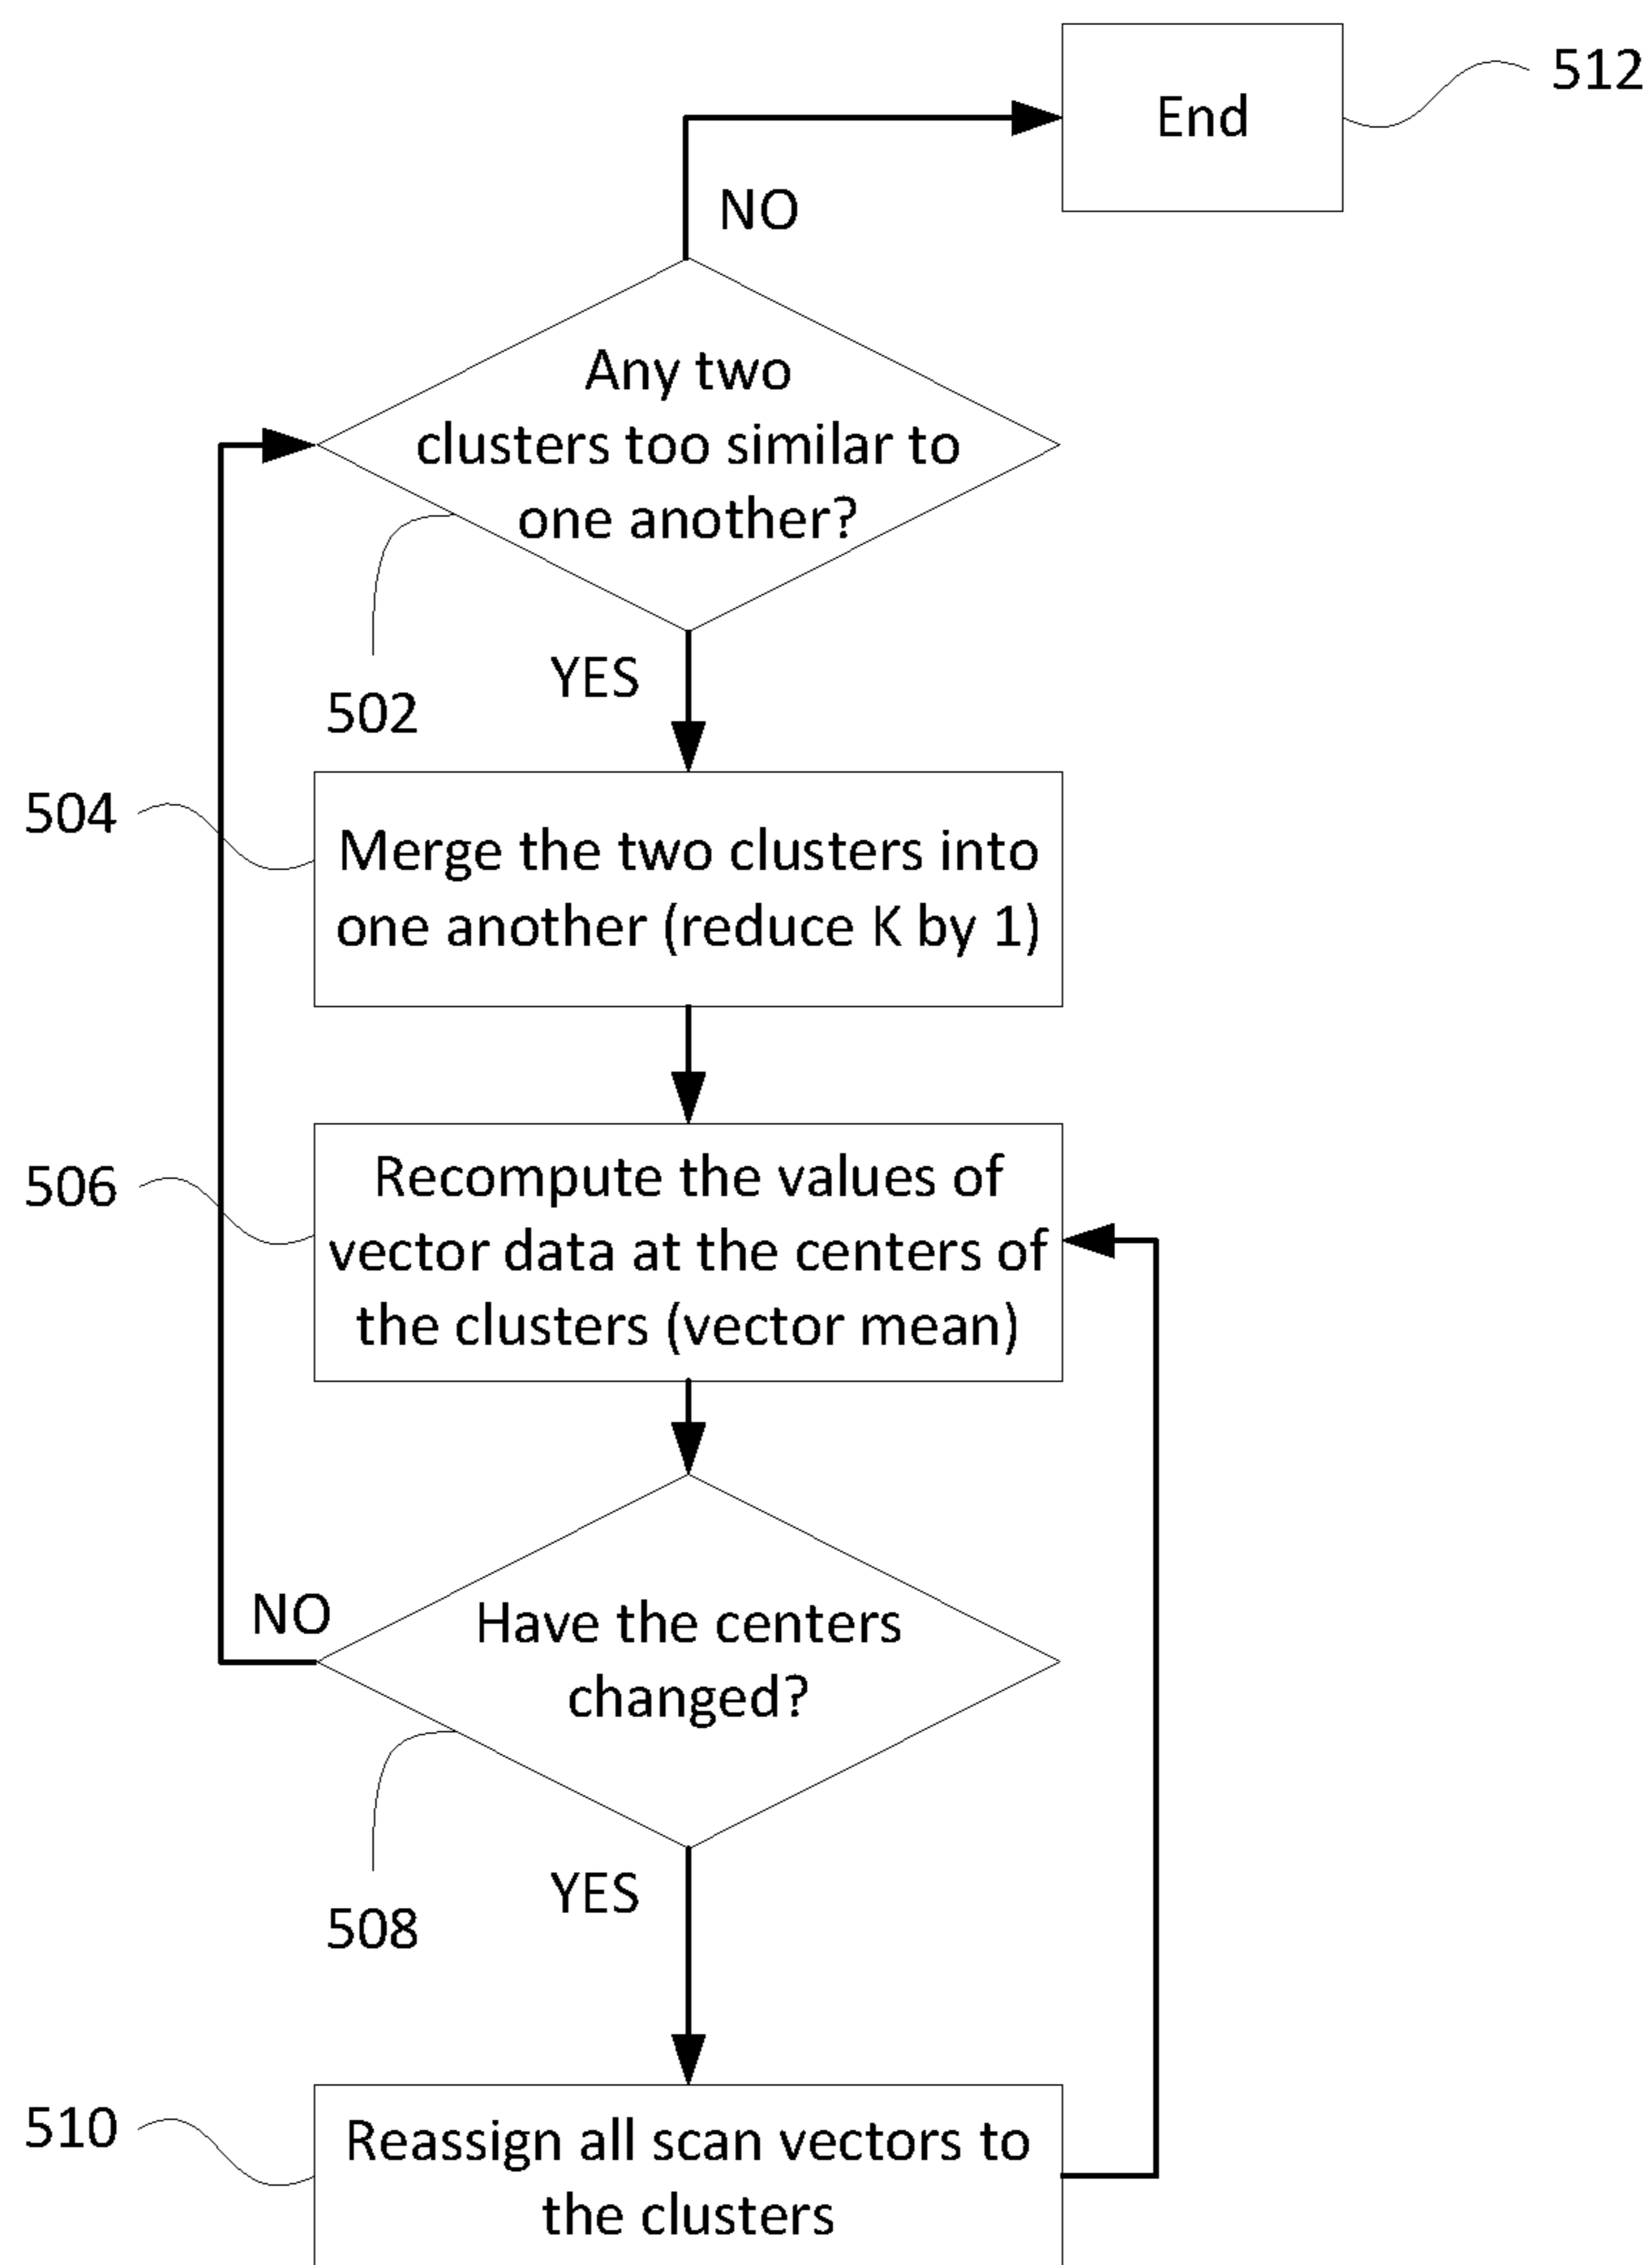 512
End
NO
Any two
clusters too similar to
one another?
502
YES
504
Merge the two clusters into
one another (reduce K by 1)
506
Recompute the values of
vector data at the centers of
the clusters (vector mean)
NO
Have the centers
changed?
508
YES
510
Reassign all scan vectors to
the clusters